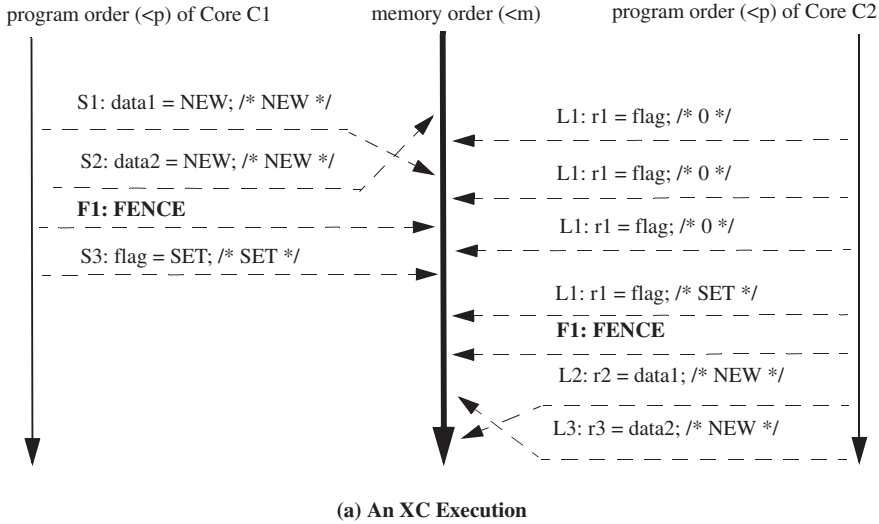 program order (<p) of Core C1
memory order (<m)
program order (<p) of Core C2
S1: data1 = NEW; /* NEW */
S2: data2 = NEW; /* NEW */
F1: FENCE
S3: flag = SET; /* SET */
L1: r1 = flag; /* 0 */
L1: r1 = flag; /* 0 */
L1: r1 = flag; /* 0 */
L1: r1 = flag; /* SET */
F1: FENCE
L2: r2 = data1; /* NEW */
L3: r3 = data2; /* NEW */
(a) An XC Execution